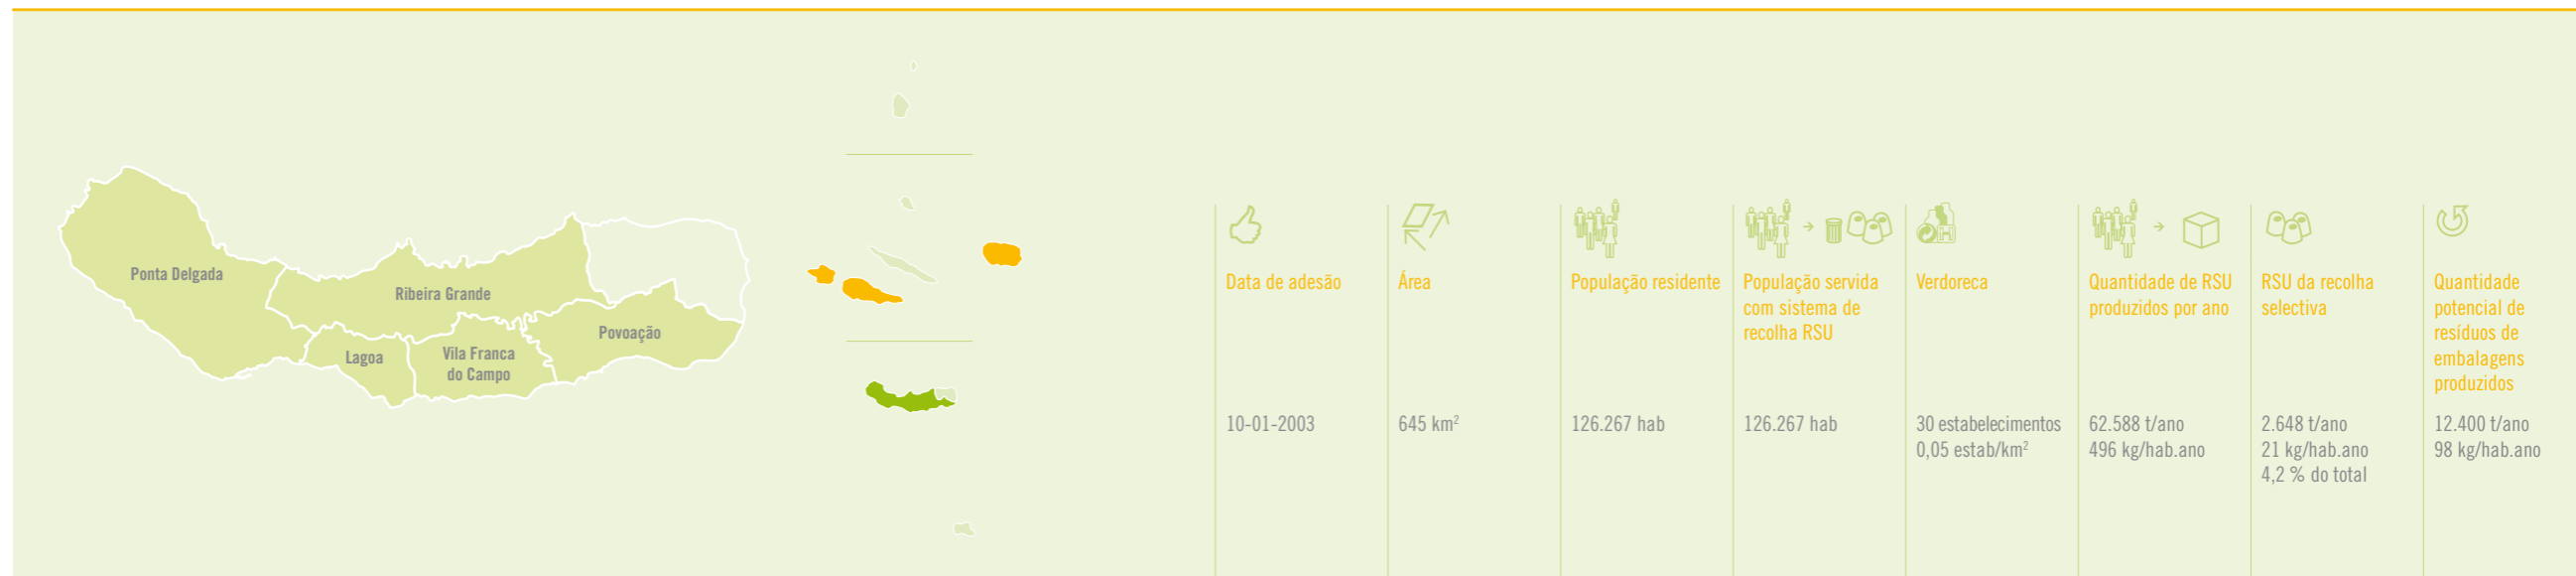 Ponta Delgada
Ribeira Grande
Lagoa
Vila Franca
do Campo
Povoação
Data de adesão
10-01-2003
Área
645 km²
População residente
126.267 hab
População servida
com sistema de
recolha RSU
126.267 hab
Verdoreca
30 estabelecimentos
0,05 estab/km²
Quantidade de RSU
produzidos por ano
62.588 t/ano
496 kg/hab.ano
RSU da recolha
selectiva
2.648 t/ano
21 kg/hab.ano
4,2 % do total
Quantidade
potencial de
resíduos de
embalagens
produzidos
12.400 t/ano
98 kg/hab.ano